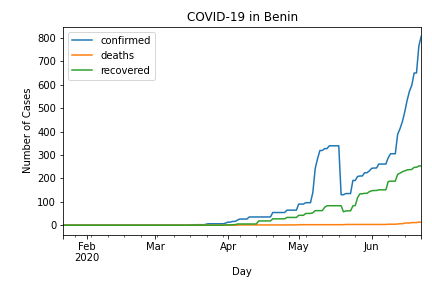 COVID-19 in Benin
confirmed
deaths
recovered
Number of Cases
800
700
600
500
400
300
200
100
0
Feb
2020
Mar
Apr
May
Jun
Day